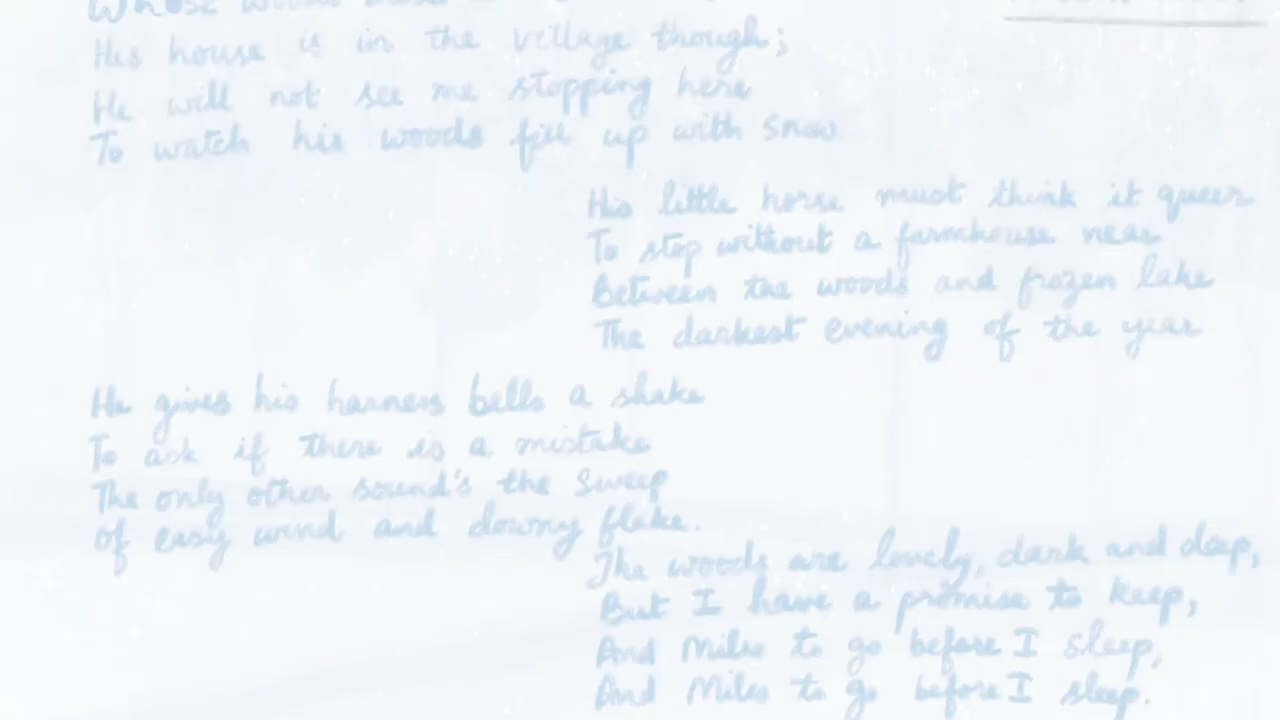 Whose woods these
His house is in the village though;
He will not see me stopping here
To watch his woods fill up with snow
His little horse must think it queer
To stop without a farmhouse near
Between the woods and frozen lake
The darkest evening of the year
He gives his harness bells a shake
To ask if there is a mistake
The only other sound's the sweep
of easy wind and downy flake.
The woods are lovely, dark and deep,
But I have a promise to keep,
And Miles to go before I sleep,
And Miles to go before I sleep.